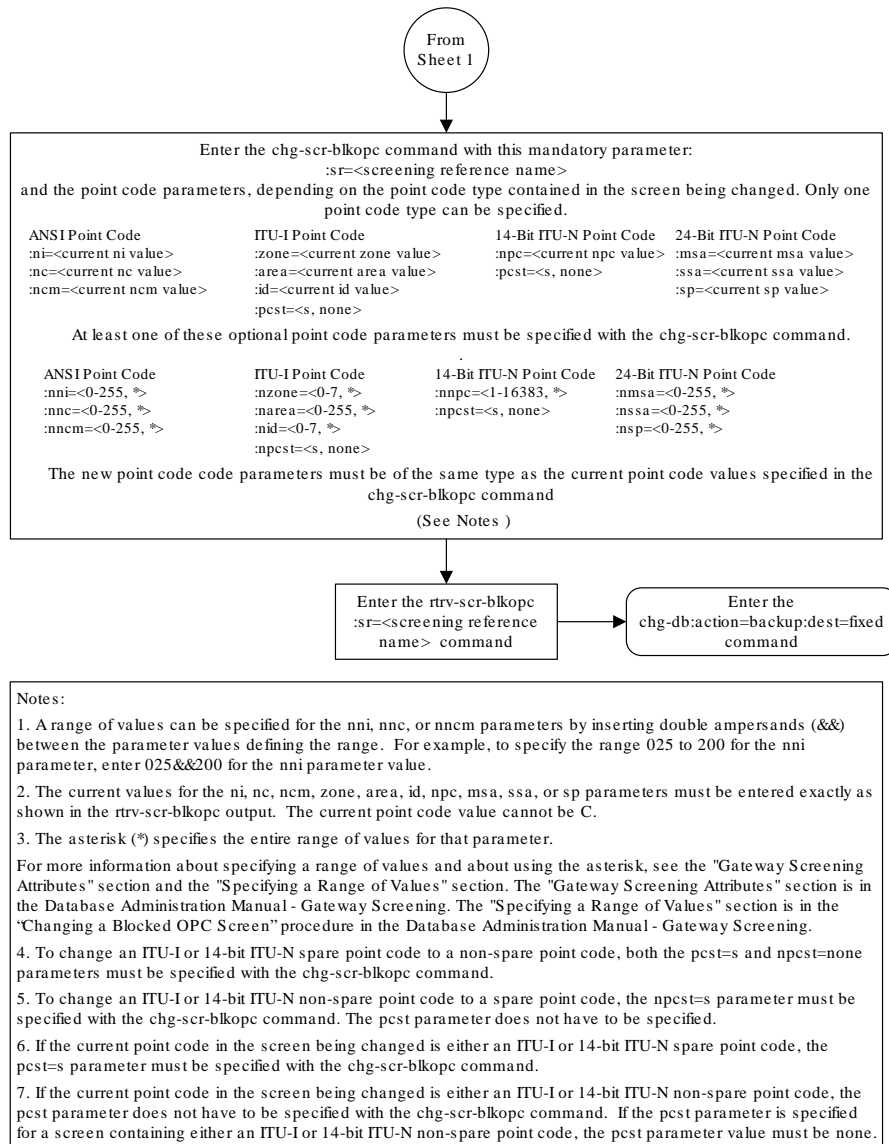 From
Sheet 1
Enter the chg-scr-blkopc command with this mandatory parameter:
:sr=<screening reference name>
and the point code parameters, depending on the point code type contained in the screen being changed. Only one
point code type can be specified.
ANSI Point Code
:ni=<current ni value>
:nc=<current nc value>
:ncm=<current ncm value>
ITU-I Point Code
:zone=<current zone value>
:area=<current area value>
:id=<current id value>
:pcst=<s, none>
14-Bit ITU-N Point Code
:npc=<current npc value>
:pcst=<s, none>
24-Bit ITU-N Point Code
:msa=<current msa value>
:ssa=<current ssa value>
:sp=<current sp value>
At least one of these optional point code parameters must be specified with the chg-scr-blkopc command.
.
ANSI Point Code
:nni=<0-255, *>
:nnc=<0-255, *>
:nncm=<0-255, *>
ITU-I Point Code
:nzone=<0-7, *>
:narea=<0-255, *>
:nid=<0-7, *>
:npcst=<s, none>
14-Bit ITU-N Point Code
:nnpc=<1-16383, *>
:npcst=<s, none>
24-Bit ITU-N Point Code
:nmsa=<0-255, *>
:nssa=<0-255, *>
:nsp=<0-255, *>
The new point code code parameters must be of the same type as the current point code values specified in the
chg-scr-blkopc command
(See Notes )
Enter the rtrv-scr-blkopc
:sr=<screening reference
name> command
Enter the
chg-db:action=backup:dest=fixed
command
Notes:
1. A range of values can be specified for the nni, nnc, or nncm parameters by inserting double ampersands (&&)
between the parameter values defining the range. For example, to specify the range 025 to 200 for the nni
parameter, enter 025&&200 for the nni parameter value.
2. The current values for the ni, nc, ncm, zone, area, id, npc, msa, ssa, or sp parameters must be entered exactly as
shown in the rtrv-scr-blkopc output. The current point code value cannot be C.
3. The asterisk (*) specifies the entire range of values for that parameter.
For more information about specifying a range of values and about using the asterisk, see the "Gateway Screening
Attributes" section and the "Specifying a Range of Values" section. The "Gateway Screening Attributes" section is in
the Database Administration Manual - Gateway Screening. The "Specifying a Range of Values" section is in the
“Changing a Blocked OPC Screen” procedure in the Database Administration Manual - Gateway Screening.
4. To change an ITU-I or 14-bit ITU-N spare point code to a non-spare point code, both the pcst=s and npcst=none
parameters must be specified with the chg-scr-blkopc command.
5. To change an ITU-I or 14-bit ITU-N non-spare point code to a spare point code, the npcst=s parameter must be
specified with the chg-scr-blkopc command. The pcst parameter does not have to be specified.
6. If the current point code in the screen being changed is either an ITU-I or 14-bit ITU-N spare point code, the
pcst=s parameter must be specified with the chg-scr-blkopc command.
7. If the current point code in the screen being changed is either an ITU-I or 14-bit ITU-N non-spare point code, the
pcst parameter does not have to be specified with the chg-scr-blkopc command. If the pcst parameter is specified
for a screen containing either an ITU-I or 14-bit ITU-N non-spare point code, the pcst parameter value must be none.